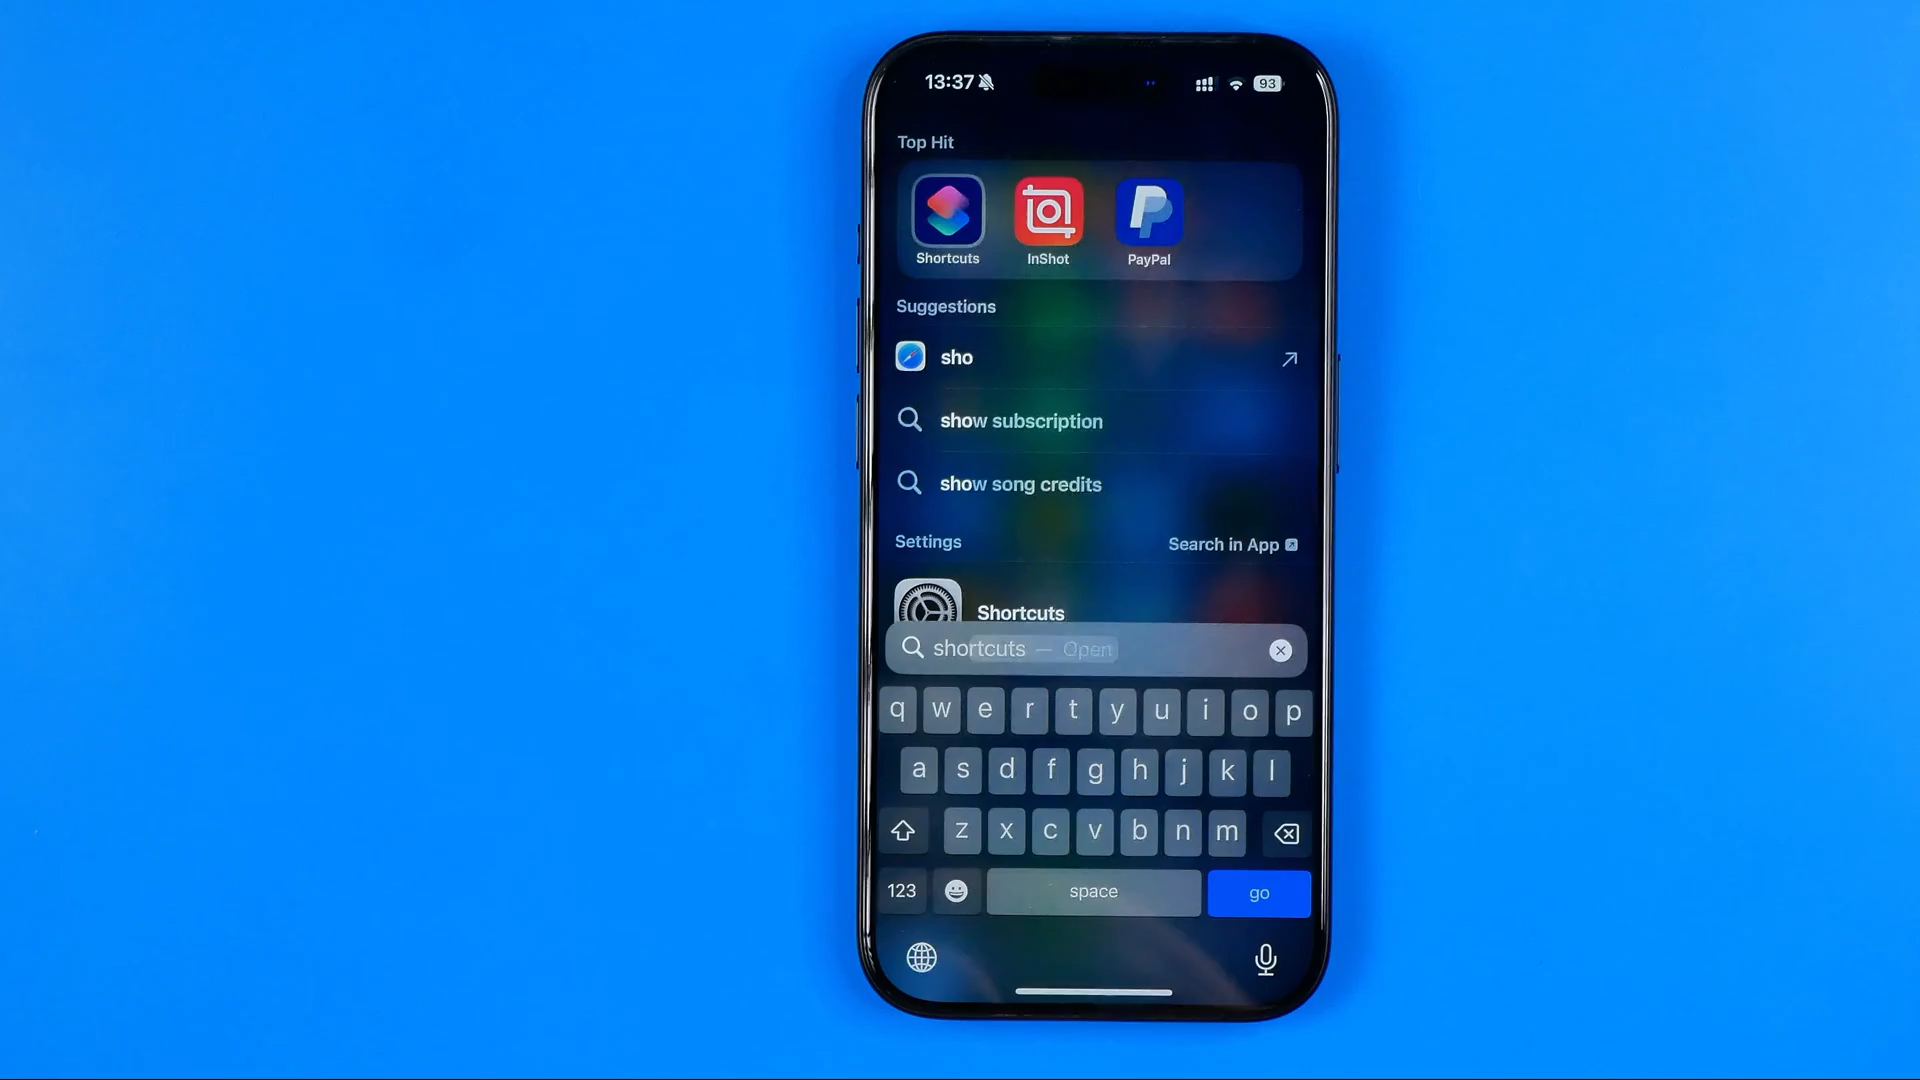 13:37 93
Top Hit
Shortcuts InShot PayPal
Suggestions
sho
show subscription
show song credits
Settings Search in App
Shortcuts
shortcuts — Open
q w e r t y u i o p
a s d f g h j k l
z x c v b n m
123 space go